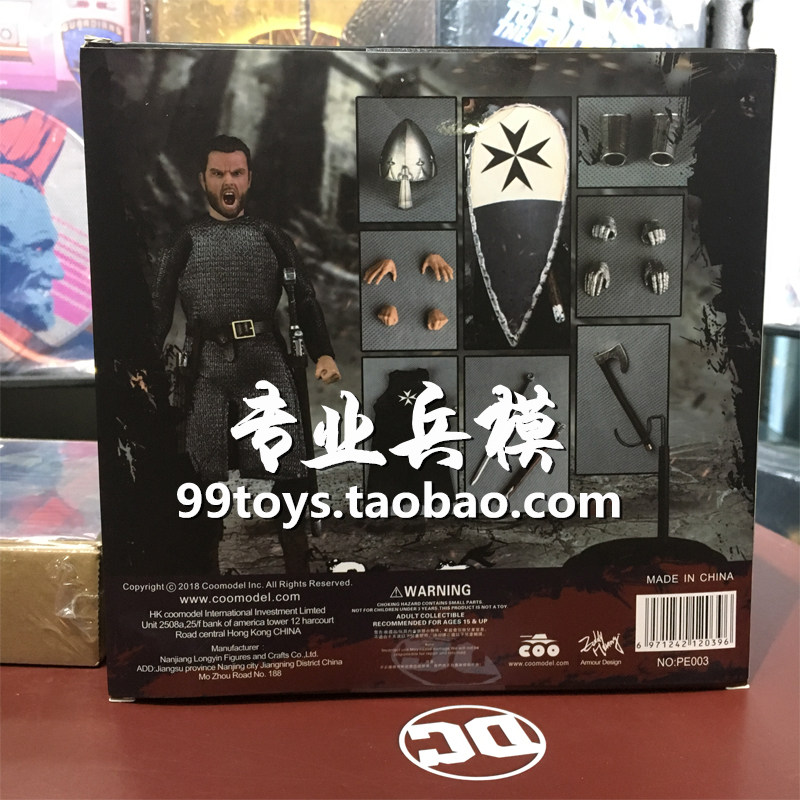 专业兵模
99toys.taobao.com
Copyright © 2018 Coomodel Inc. All Rights Reserved.
www.coomodel.com
HK coomodel International Investment Limted
Unit 2508a,25/f bank of america tower 12 harcourt
Road central Hong Kong CHINA
Manufacturer :
Nanjiang Longyin Figures and Crafts Co.,Ltd.
ADD:Jiangsu province Nanjing city Jiangning District China
Mo Zhou Road No. 188
⚠WARNING
CHOKING HAZARD CONTAINS SMALL PARTS
NOT FOR CHILDREN UNDER 3 YEARS.THIS PRODUCT IS NOT A TOY
ADULT COLLECTIBLE
RECOMMENDED FOR AGES 15 & UP
COO
www.coomodel.com
Armour Design
MADE IN CHINA
6 971242 120396
NO:PE003
DC